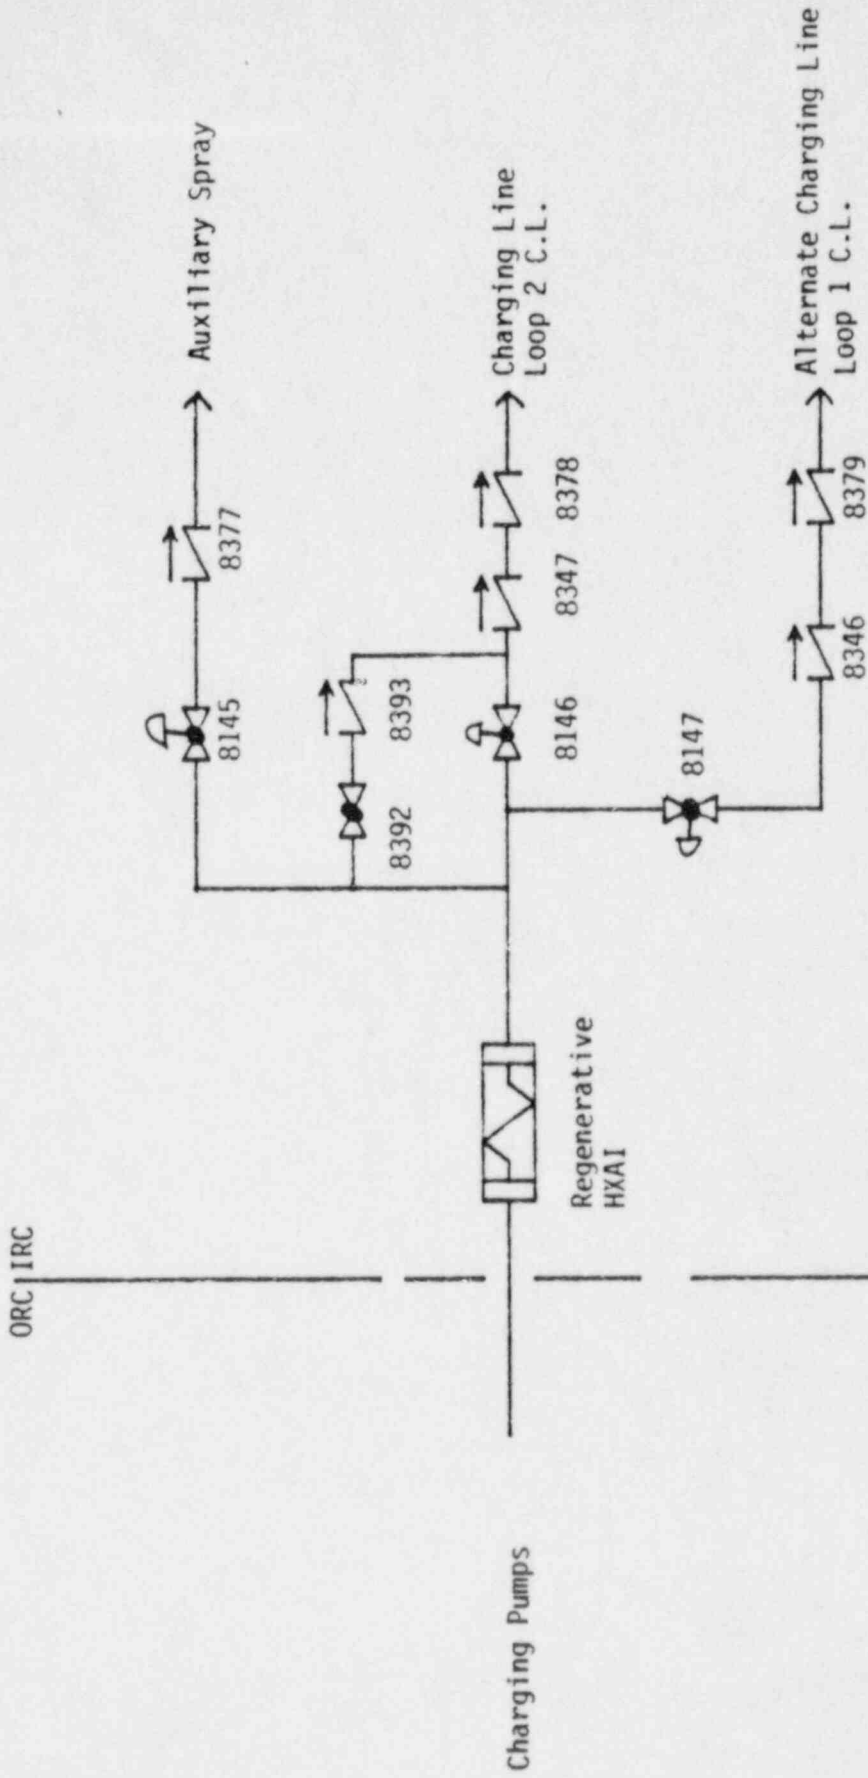 ORC IRC
Auxiliary Spray
8145
8377
8392
8393
Charging Pumps
Regenerative
HXAI
8146
8347
8378
Charging Line
Loop 2 C.L.
8147
8346
8379
Alternate Charging Line
Loop 1 C.L.